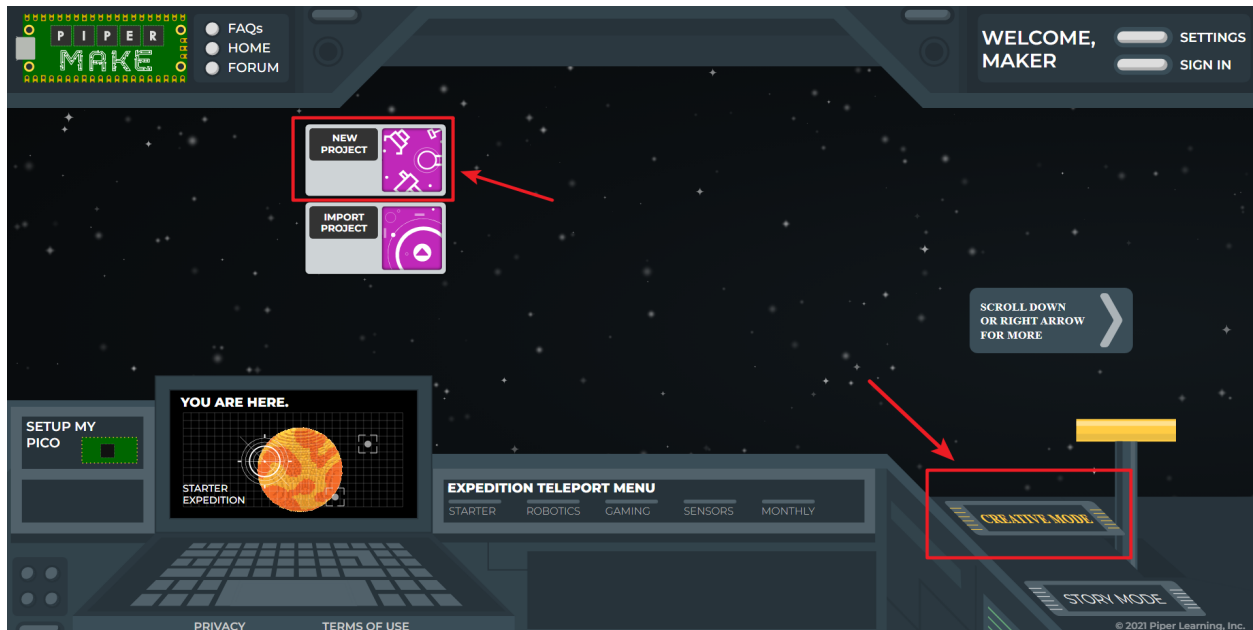 PIPER
MAKE
FAQs
HOME
FORUM
WELCOME,
MAKER
SETTINGS
SIGN IN
NEW
PROJECT
IMPORT
PROJECT
SCROLL DOWN
OR RIGHT ARROW
FOR MORE
SETUP MY
PICO
YOU ARE HERE.
STARTER
EXPEDITION
EXPEDITION TELEPORT MENU
STARTER ROBOTICS GAMING SENSORS MONTHLY
CREATIVE MODE
STORY MODE
PRIVACY TERMS OF USE
© 2021 Piper Learning, Inc.